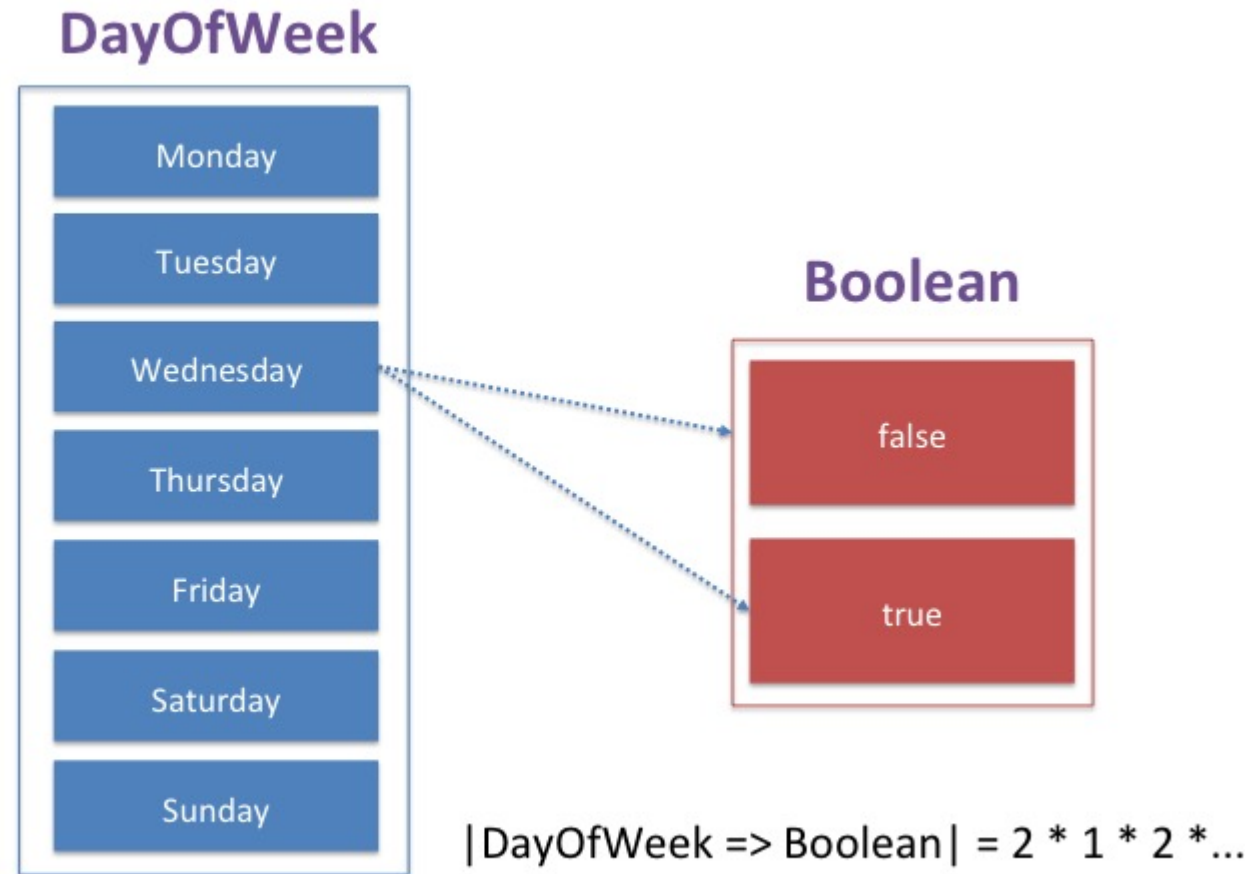 DayOfWeek
Monday
Tuesday
Wednesday
Thursday
Friday
Saturday
Sunday
Boolean
false
true
|DayOfWeek => Boolean| = 2 * 1 * 2 *...